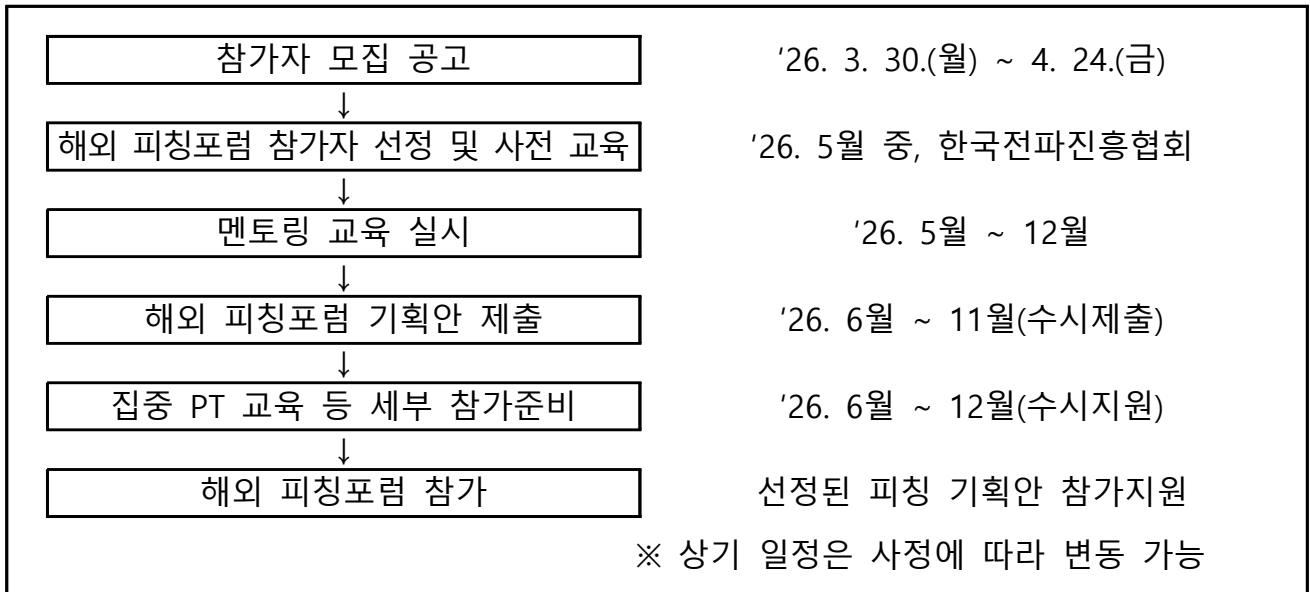 참가자 모집 공고 '26. 3. 30.(월) ~ 4. 24.(금)
↓
해외 피칭포럼 참가자 선정 및 사전 교육 '26. 5월 중, 한국전파진흥협회
↓
멘토링 교육 실시 '26. 5월 ~ 12월
↓
해외 피칭포럼 기획안 제출 '26. 6월 ~ 11월(수시제출)
↓
집중 PT 교육 등 세부 참가준비 '26. 6월 ~ 12월(수시지원)
↓
해외 피칭포럼 참가 선정된 피칭 기획안 참가지원
※ 상기 일정은 사정에 따라 변동 가능